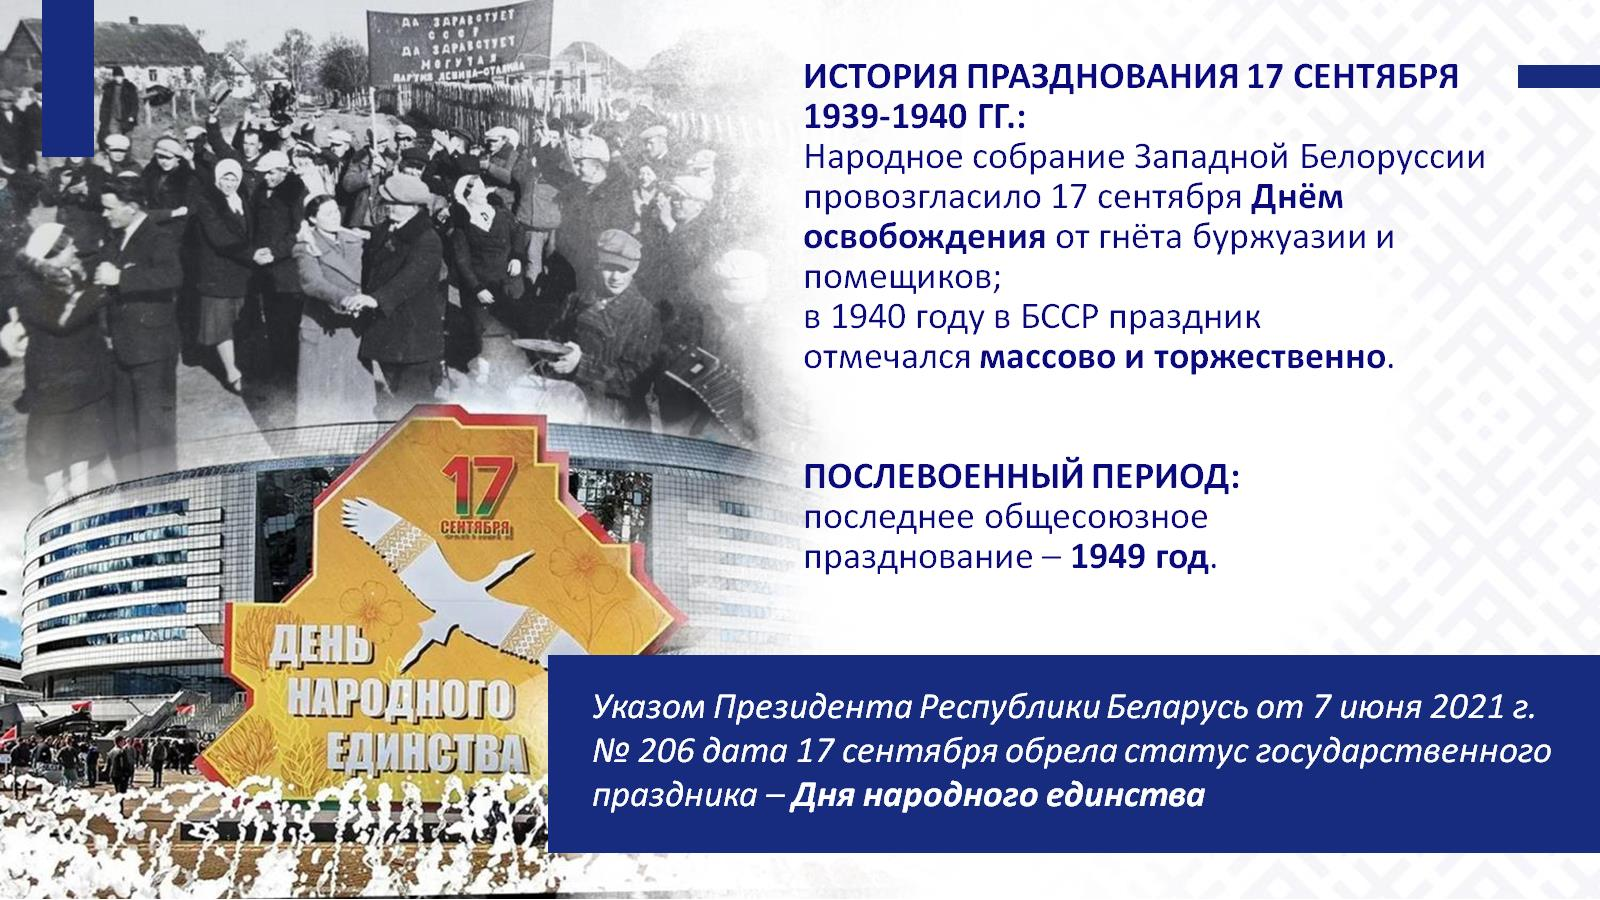 ДА ЗДРАВСТУЕТ
СССР
ДА ЗДРАВСТУЕТ
МОГУЧАЯ
ПАРТИЯ ЛЕНИНА-СТАЛИНА
ИСТОРИЯ ПРАЗДНОВАНИЯ 17 СЕНТЯБРЯ
1939-1940 ГГ.:
Народное собрание Западной Белоруссии
провозгласило 17 сентября Днём
освобождения от гнёта буржуазии и
помещиков;
в 1940 году в БССР праздник
отмечался массово и торжественно.
ПОСЛЕВОЕННЫЙ ПЕРИОД:
последнее общесоюзное
празднование – 1949 год.
17
СЕНТЯБРЯ
ДЕНЬ
НАРОДНОГО
ЕДИНСТВА
Указом Президента Республики Беларусь от 7 июня 2021 г.
№ 206 дата 17 сентября обрела статус государственного
праздника – Дня народного единства